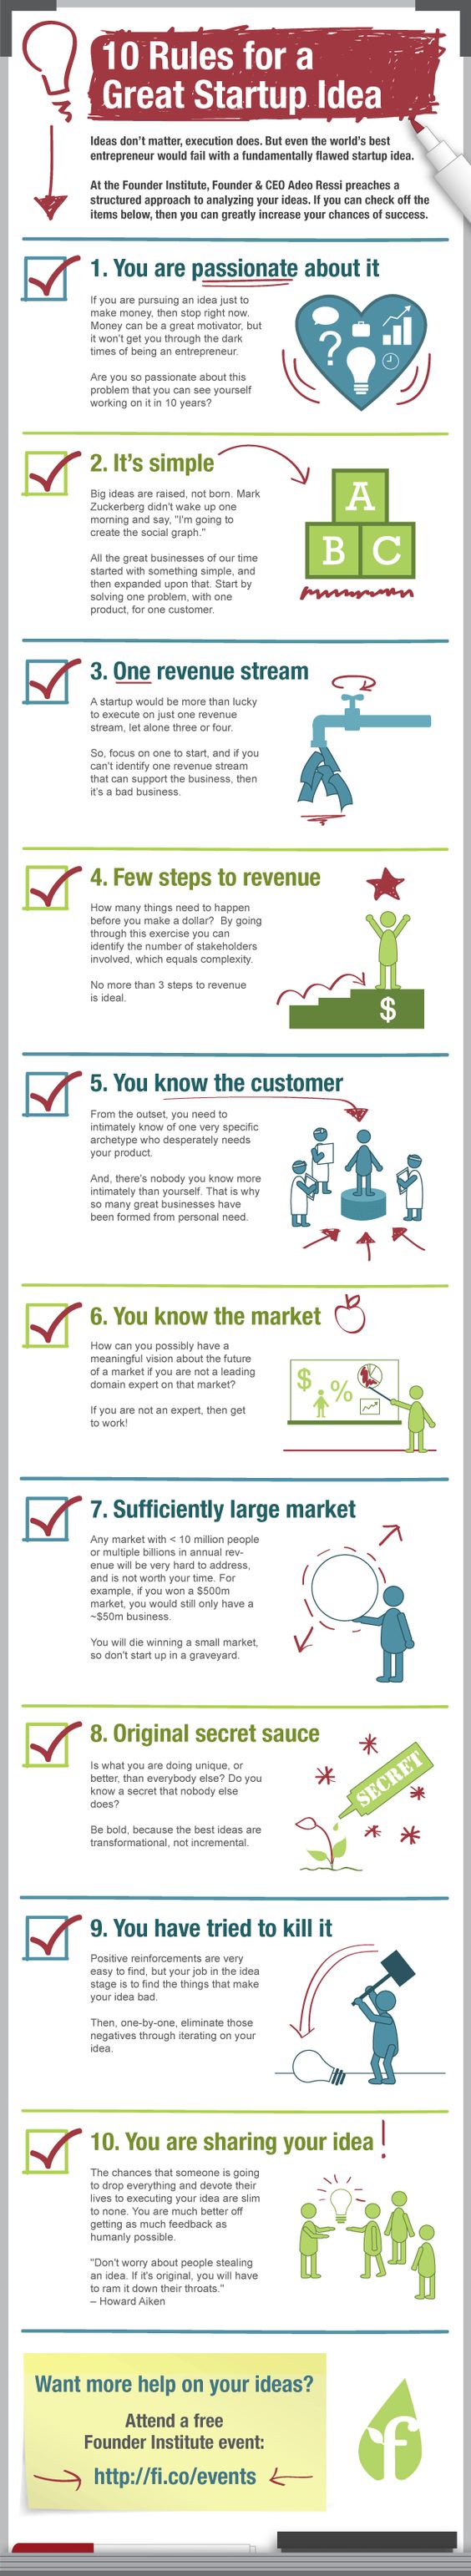 10 Rules for a
Great Startup Idea
Ideas don't matter, execution does. But even the world's best
entrepreneur would fail with a fundamentally flawed startup idea.
At the Founder Institute, Founder & CEO Adeo Ressi preaches a
structured approach to analyzing your ideas. If you can check off the
items below, then you can greatly increase your chances of success.
1. You are passionate about it
If you are pursuing an idea just to
make money, then stop right now.
Money can be a great motivator, but
it won't get you through the dark
times of being an entrepreneur.
Are you so passionate about this
problem that you can see yourself
working on it in 10 years?
?
2. It's simple
Big ideas are raised, not born. Mark
Zuckerberg didn't wake up one
morning and say, "I'm going to
create the social graph."
All the great businesses of our time
started with something simple, and
then expanded upon that. Start by
solving one problem, with one
product, for one customer.
A
B C
3. One revenue stream
A startup would be more than lucky
to execute on just one revenue
stream, let alone three or four.
So, focus on one to start, and if you
can't identify one revenue stream
that can support the business, then
it's a bad business.
4. Few steps to revenue
How many things need to happen
before you make a dollar? By going
through this exercise you can
identify the number of stakeholders
involved, which equals complexity.
No more than 3 steps to revenue
is ideal.
$
5. You know the customer
From the outset, you need to
intimately know of one very specific
archetype who desperately needs
your product.
And, there's nobody you know more
intimately than yourself. That is why
so many great businesses have
been formed from personal need.
6. You know the market
How can you possibly have a
meaningful vision about the future
of a market if you are not a leading
domain expert on that market?
If you are not an expert, then get
to work!
$ %
7. Sufficiently large market
Any market with < 10 million people
or multiple billions in annual rev-
enue will be very hard to address,
and is not worth your time. For
example, if you won a $500m
market, you would still only have a
~$50m business.
You will die winning a small market,
so don't start up in a graveyard.
8. Original secret sauce
Is what you are doing unique, or
better, than everybody else? Do you
know a secret that nobody else
does?
Be bold, because the best ideas are
transformational, not incremental.
SECRET
9. You have tried to kill it
Positive reinforcements are very
easy to find, but your job in the idea
stage is to find the things that make
your idea bad.
Then, one-by-one, eliminate those
negatives through iterating on your
idea.
10. You are sharing your idea!
The chances that someone is going
to drop everything and devote their
lives to executing your idea are slim
to none. You are much better off
getting as much feedback as
humanly possible.
"Don't worry about people stealing
an idea. If it's original, you will have
to ram it down their throats."
– Howard Aiken
Want more help on your ideas?
Attend a free
Founder Institute event:
http://fi.co/events
f